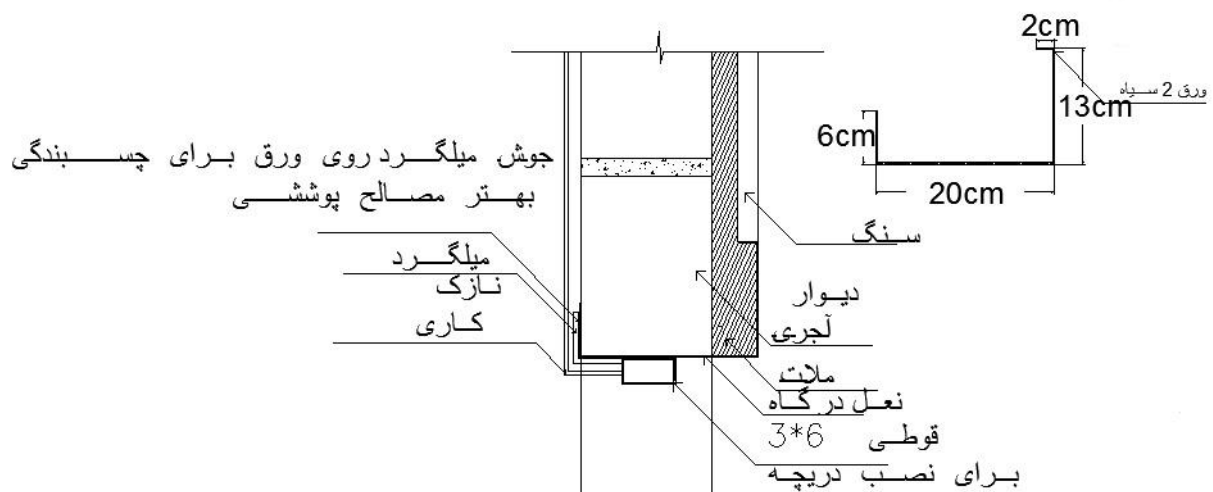 2cm
ورق 2 سیاه
13cm
6cm
20cm
جوش میلگرد روی ورق برای چسبندگی
بهتر مصالح پوششی
میلگرد
نازک
کاری
سنگ
دیوار
آجری
ملات
نعل درگاه
قوطی 3*6
برای نصب دریچه